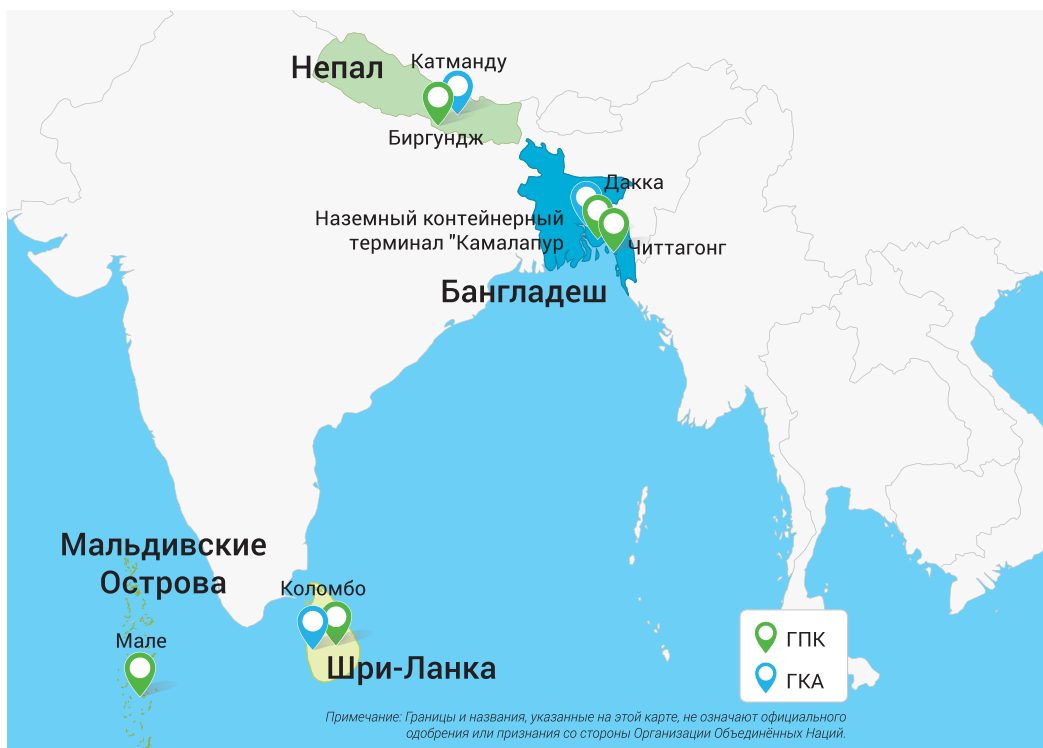 Непал
Катманду
Биргундж
Дакка
Наземный контейнерный
терминал "Камалапур
Читтагонг
Бангладеш
Мальдивские
Острова
Коломбо
Мале
Шри-Ланка
ГПК
ГКА
Примечание: Границы и названия, указанные на этой карте, не означают официального
одобрения или признания со стороны Организации Объединённых Наций.